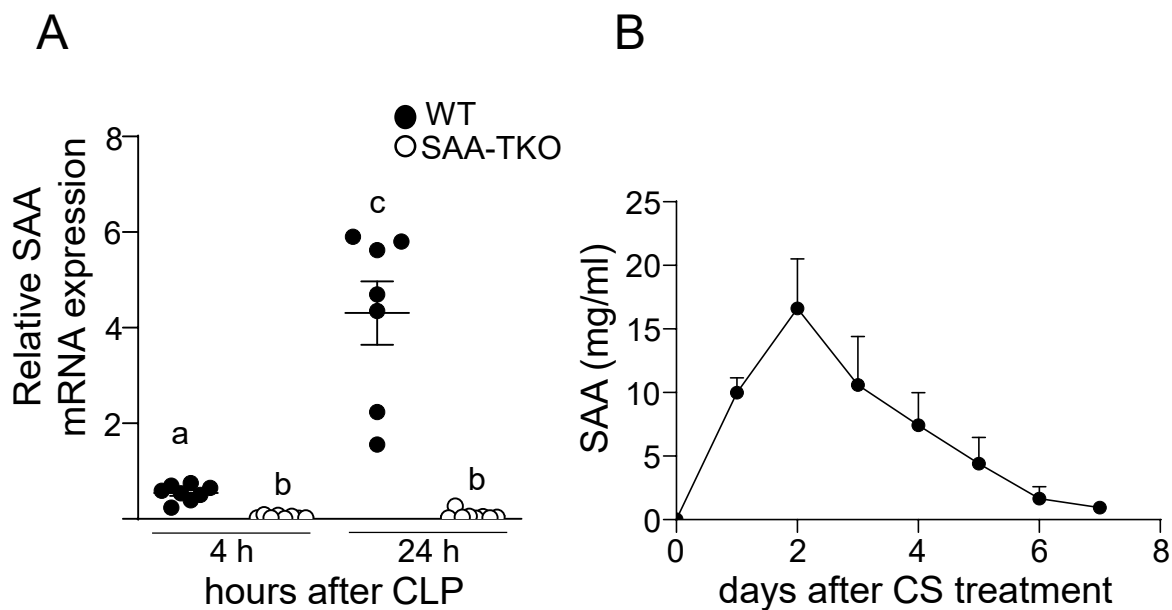 A
B
WT
SAA-TKO
Relative SAA
mRNA expression
8
6
4
2
a
b
c
b
4 h
24 h
hours after CLP
SAA (mg/ml)
25
20
15
10
5
0
0
2
4
6
8
days after CS treatment